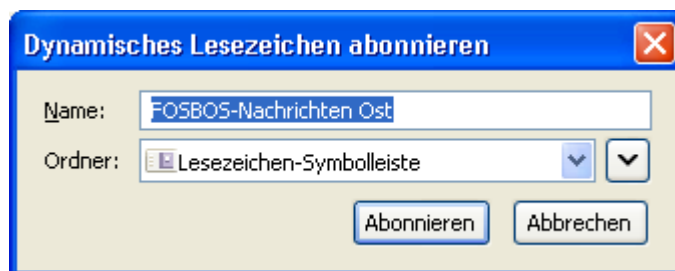 Dynamisches Lesezeichen abonnieren
Name: FOSBOS-Nachrichten Ost
Ordner: Lesezeichen-Symbolleiste
Abonnieren Abbrechen